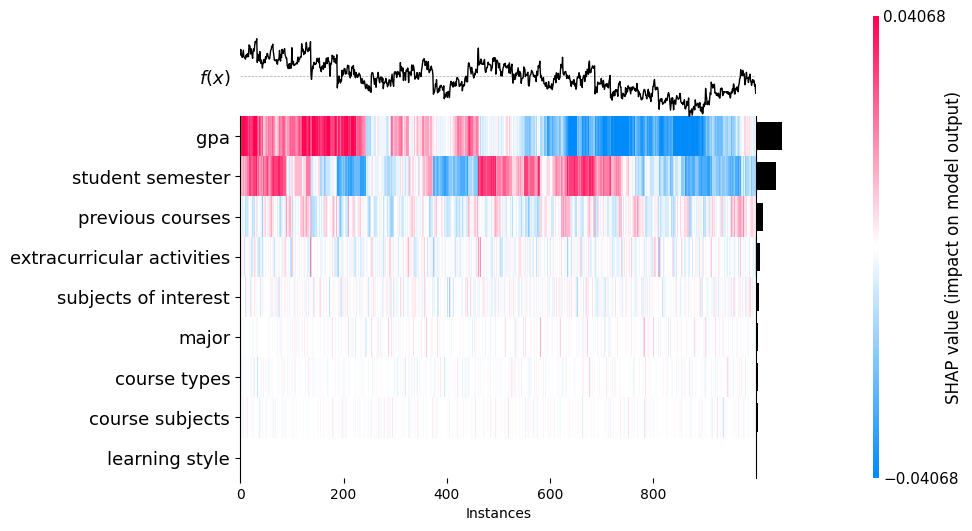 0.04068
f(x)
gpa
student semester
previous courses
extracurricular activities
subjects of interest
major
course types
course subjects
learning style
0 200 400 600 800
Instances
SHAP value (impact on model output)
−0.04068